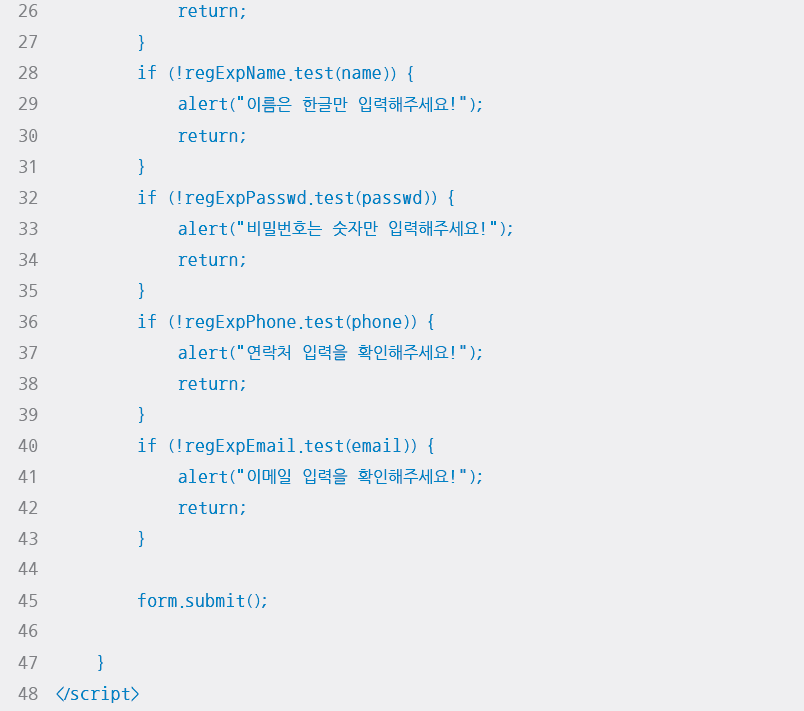 26 return;
27 }
28 if (!regExpName.test(name)) {
29 alert("이름은 한글만 입력해주세요!");
30 return;
31 }
32 if (!regExpPasswd.test(passwd)) {
33 alert("비밀번호는 숫자만 입력해주세요!");
34 return;
35 }
36 if (!regExpPhone.test(phone)) {
37 alert("연락처 입력을 확인해주세요!");
38 return;
39 }
40 if (!regExpEmail.test(email)) {
41 alert("이메일 입력을 확인해주세요!");
42 return;
43 }
44
45 form.submit();
46
47 }
48 </script>